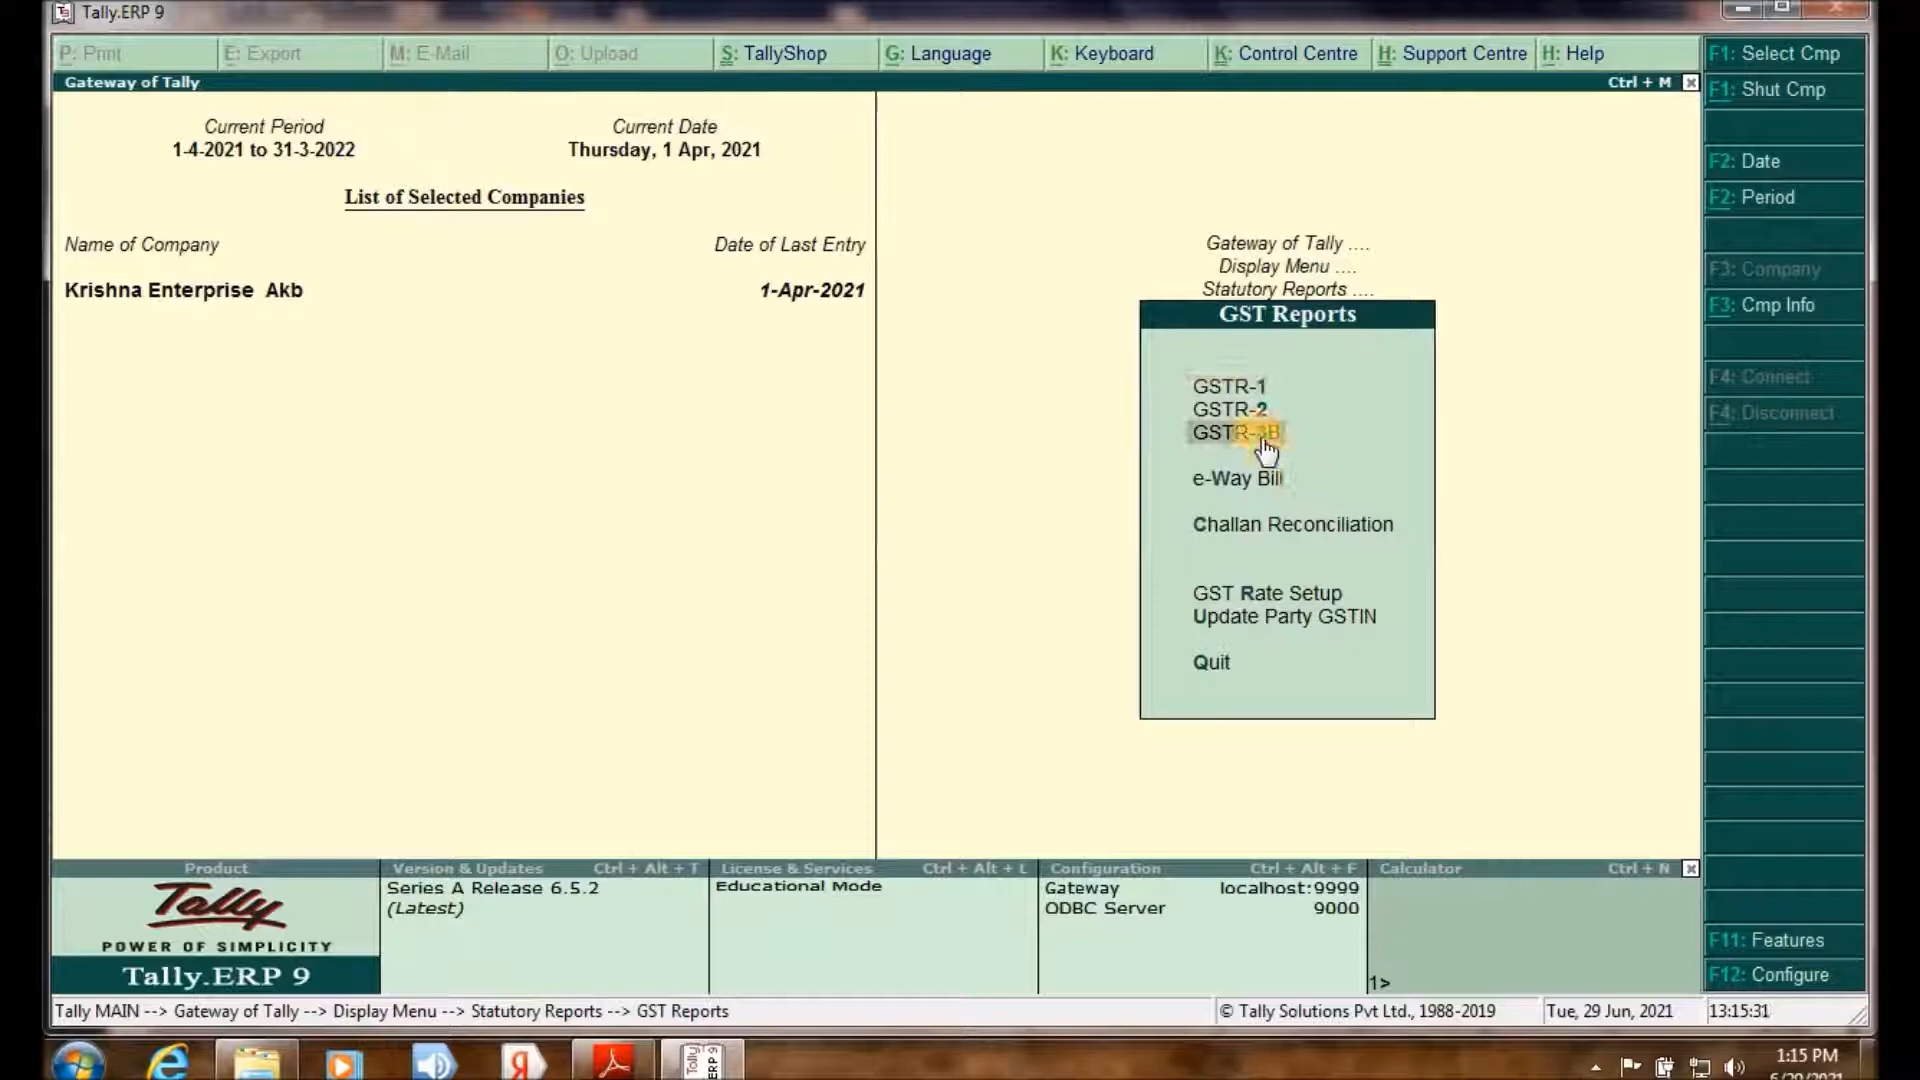 Tally.ERP 9
P: Print
E: Export
M: E-Mail
O: Upload
S: TallyShop
G: Language
K: Keyboard
K: Control Centre
H: Support Centre
H: Help
Gateway of Tally
Ctrl + M
Current Period
1-4-2021 to 31-3-2022
Current Date
Thursday, 1 Apr, 2021
List of Selected Companies
Name of Company
Date of Last Entry
Krishna Enterprise Akb
1-Apr-2021
Gateway of Tally ....
Display Menu ....
Statutory Reports ....
GST Reports
GSTR-1
GSTR-2
GSTR-3B
e-Way Bill
Challan Reconciliation
GST Rate Setup
Update Party GSTIN
Quit
F1: Select Cmp
F1: Shut Cmp
F2: Date
F2: Period
F3: Company
F3: Cmp Info
F4: Connect
F4: Disconnect
F11: Features
F12: Configure
Product
Tally
POWER OF SIMPLICITY
Tally.ERP 9
Version & Updates Ctrl + Alt + T
Series A Release 6.5.2
(Latest)
License & Services Ctrl + Alt + L
Educational Mode
Configuration Ctrl + Alt + F
Gateway localhost:9999
ODBC Server 9000
Calculator Ctrl + N
1>
Tally MAIN --> Gateway of Tally --> Display Menu --> Statutory Reports --> GST Reports
© Tally Solutions Pvt Ltd., 1988-2019
Tue, 29 Jun, 2021
13:15:31
Я
Tally
ERP 9
1:15 PM
6/29/2021